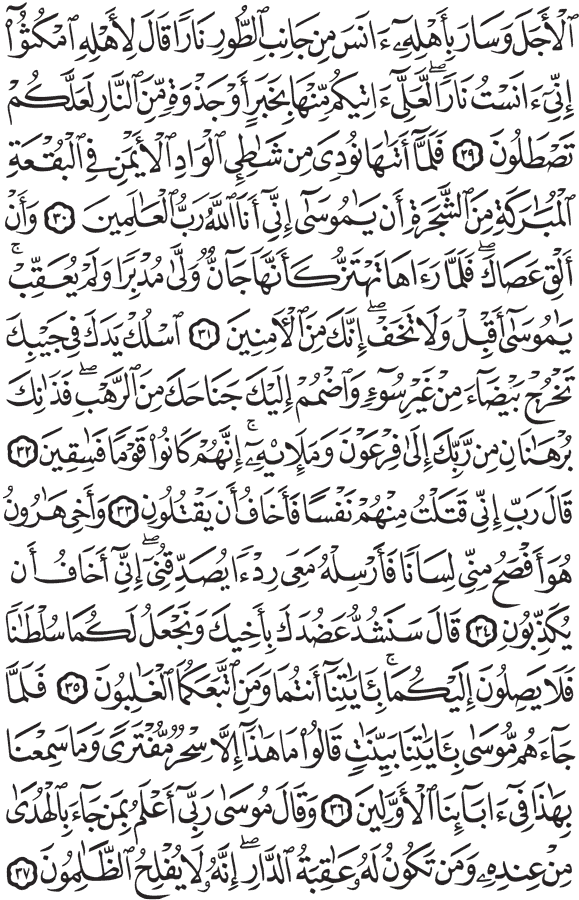 ٱلْأَجَلَ وَسَارَ بِأَهْلِهِۦٓ ءَانَسَ مِن جَانِبِ ٱلطُّورِ نَارًا قَالَ لِأَهْلِهِ ٱمْكُثُوٓا۟
إِنِّىٓ ءَانَسْتُ نَارًا ۖ لَّعَلِّىٓ ءَاتِيكُم مِّنْهَا بِخَبَرٍ أَوْ جَذْوَةٍ مِّنَ ٱلنَّارِ لَعَلَّكُمْ
تَصْطَلُونَ ٢٩ فَلَمَّآ أَتَىٰهَا نُودِىَ مِن شَـٰطِئِ ٱلْوَادِ ٱلْأَيْمَنِ فِى ٱلْبُقْعَةِ
ٱلْمُبَـٰرَكَةِ مِنَ ٱلشَّجَرَةِ أَن يَـٰمُوسَىٰٓ إِنِّىٓ أَنَا ٱللَّهُ رَبُّ ٱلْعَـٰلَمِينَ ٣٠ وَأَنْ
أَلْقِ عَصَاكَ ۖ فَلَمَّا رَءَاهَا تَهْتَزُّ كَأَنَّهَا جَآنٌّ وَلَّىٰ مُدْبِرًا وَلَمْ يُعَقِّبْ ۚ
يَـٰمُوسَىٰٓ أَقْبِلْ وَلَا تَخَفْ ۖ إِنَّكَ مِنَ ٱلْـَٔامِنِينَ ٣١ ٱسْلُكْ يَدَكَ فِى جَيْبِكَ
تَخْرُجْ بَيْضَآءَ مِنْ غَيْرِ سُوٓءٍ وَٱضْمُمْ إِلَيْكَ جَنَاحَكَ مِنَ ٱلرَّهْبِ ۖ فَذَٰنِكَ
بُرْهَـٰنَانِ مِن رَّبِّكَ إِلَىٰ فِرْعَوْنَ وَمَلَإِي۟هِۦٓ ۚ إِنَّهُمْ كَانُوا۟ قَوْمًا فَـٰسِقِينَ ٣٢
قَالَ رَبِّ إِنِّى قَتَلْتُ مِنْهُمْ نَفْسًا فَأَخَافُ أَن يَقْتُلُونِ ٣٣ وَأَخِى هَـٰرُونُ
هُوَ أَفْصَحُ مِنِّى لِسَانًا فَأَرْسِلْهُ مَعِىَ رِدْءًا يُصَدِّقُنِىٓ ۖ إِنِّىٓ أَخَافُ أَن
يُكَذِّبُونِ ٣٤ قَالَ سَنَشُدُّ عَضُدَكَ بِأَخِيكَ وَنَجْعَلُ لَكُمَا سُلْطَـٰنًا
فَلَا يَصِلُونَ إِلَيْكُمَا ۚ بِـَٔايَـٰتِنَآ أَنتُمَا وَمَنِ ٱتَّبَعَكُمَا ٱلْغَـٰلِبُونَ ٣٥ فَلَمَّا
جَآءَهُم مُّوسَىٰ بِـَٔايَـٰتِنَا بَيِّنَـٰتٍ قَالُوا۟ مَا هَـٰذَآ إِلَّا سِحْرٌ مُّفْتَرًى وَمَا سَمِعْنَا
بِهَـٰذَا فِىٓ ءَابَآئِنَا ٱلْأَوَّلِينَ ٣٦ وَقَالَ مُوسَىٰ رَبِّىٓ أَعْلَمُ بِمَن جَآءَ بِٱلْهُدَىٰ
مِنْ عِندِهِۦ وَمَن تَكُونُ لَهُۥ عَـٰقِبَةُ ٱلدَّارِ ۖ إِنَّهُۥ لَا يُفْلِحُ ٱلظَّـٰلِمُونَ ٣٧